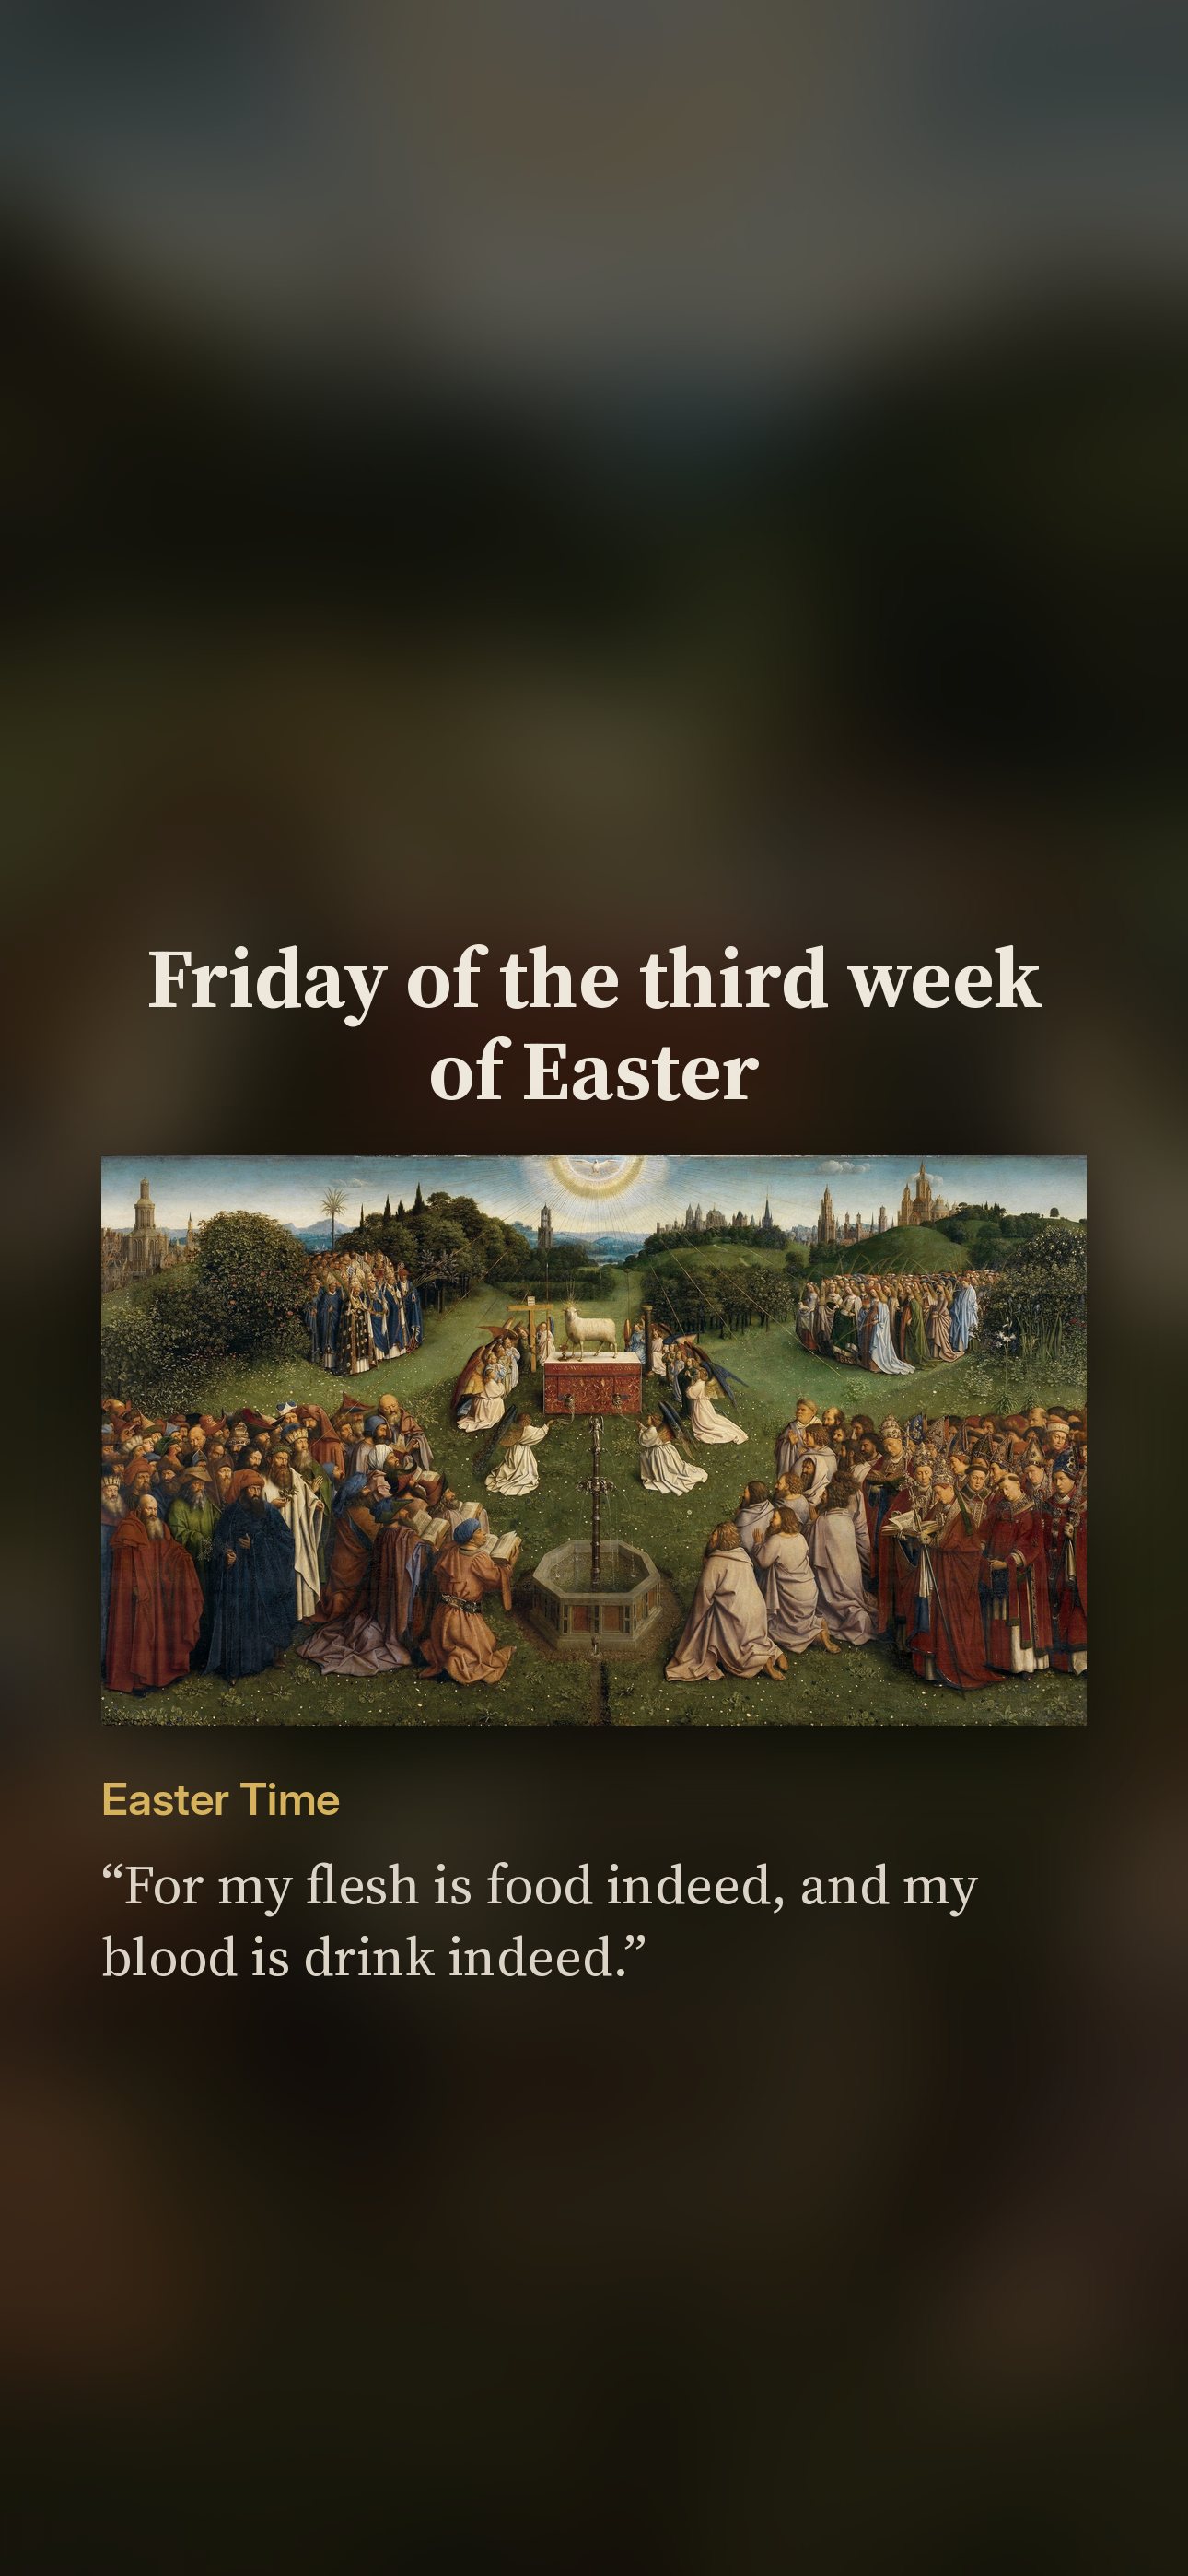 Friday of the third week
of Easter
Easter Time
“For my flesh is food indeed, and my
blood is drink indeed.”